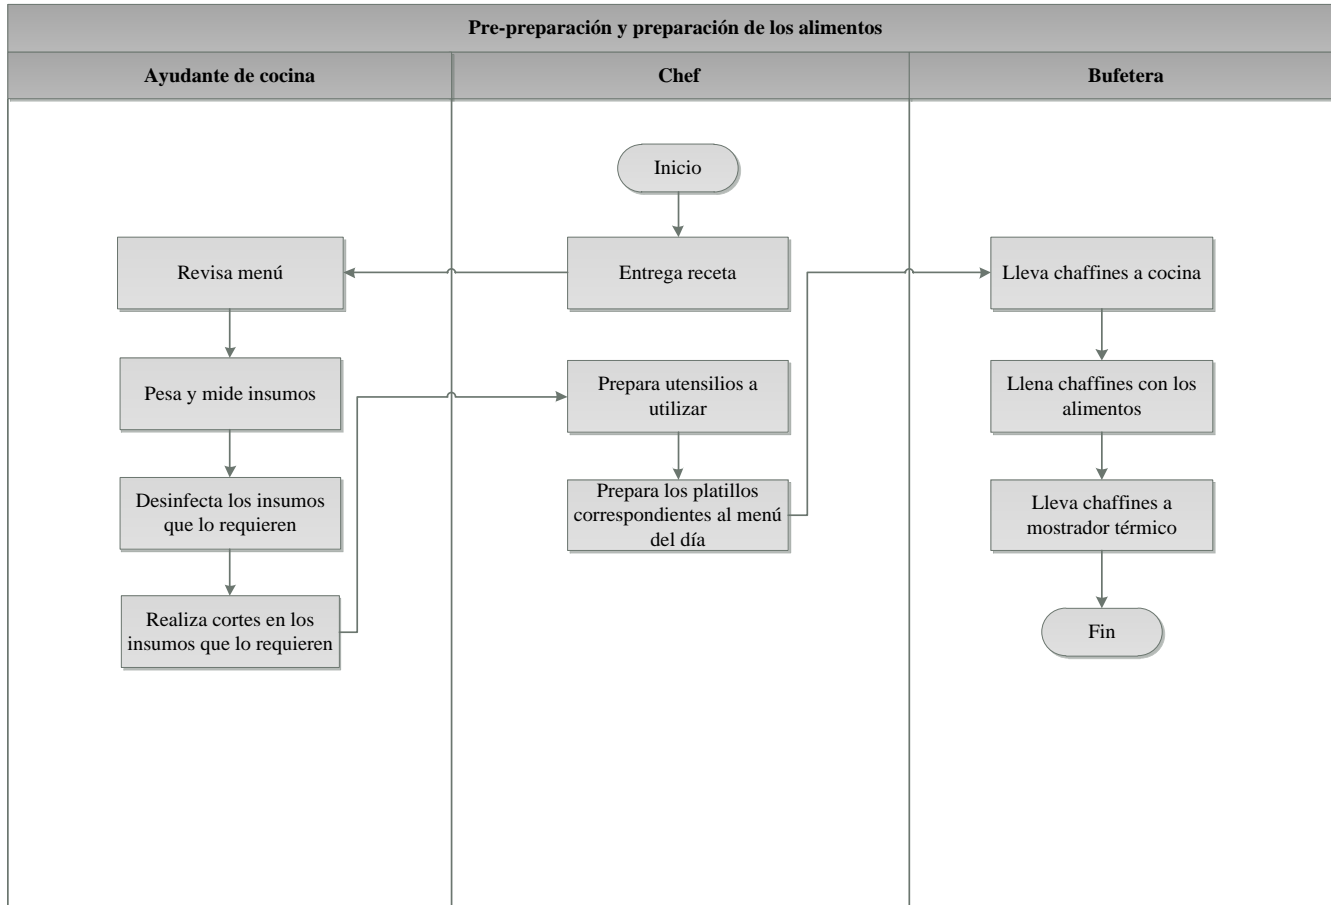 Pre-preparación y preparación de los alimentos
Ayudante de cocina
Chef
Bufetera
Inicio
Entrega receta
Revisa menú
Pesa y mide insumos
Desinfecta los insumos
que lo requieren
Realiza cortes en los
insumos que lo requieren
Prepara utensilios a
utilizar
Prepara los platillos
correspondientes al menú
del día
Lleva chaffines a cocina
Llena chaffines con los
alimentos
Lleva chaffines a
mostrador térmico
Fin